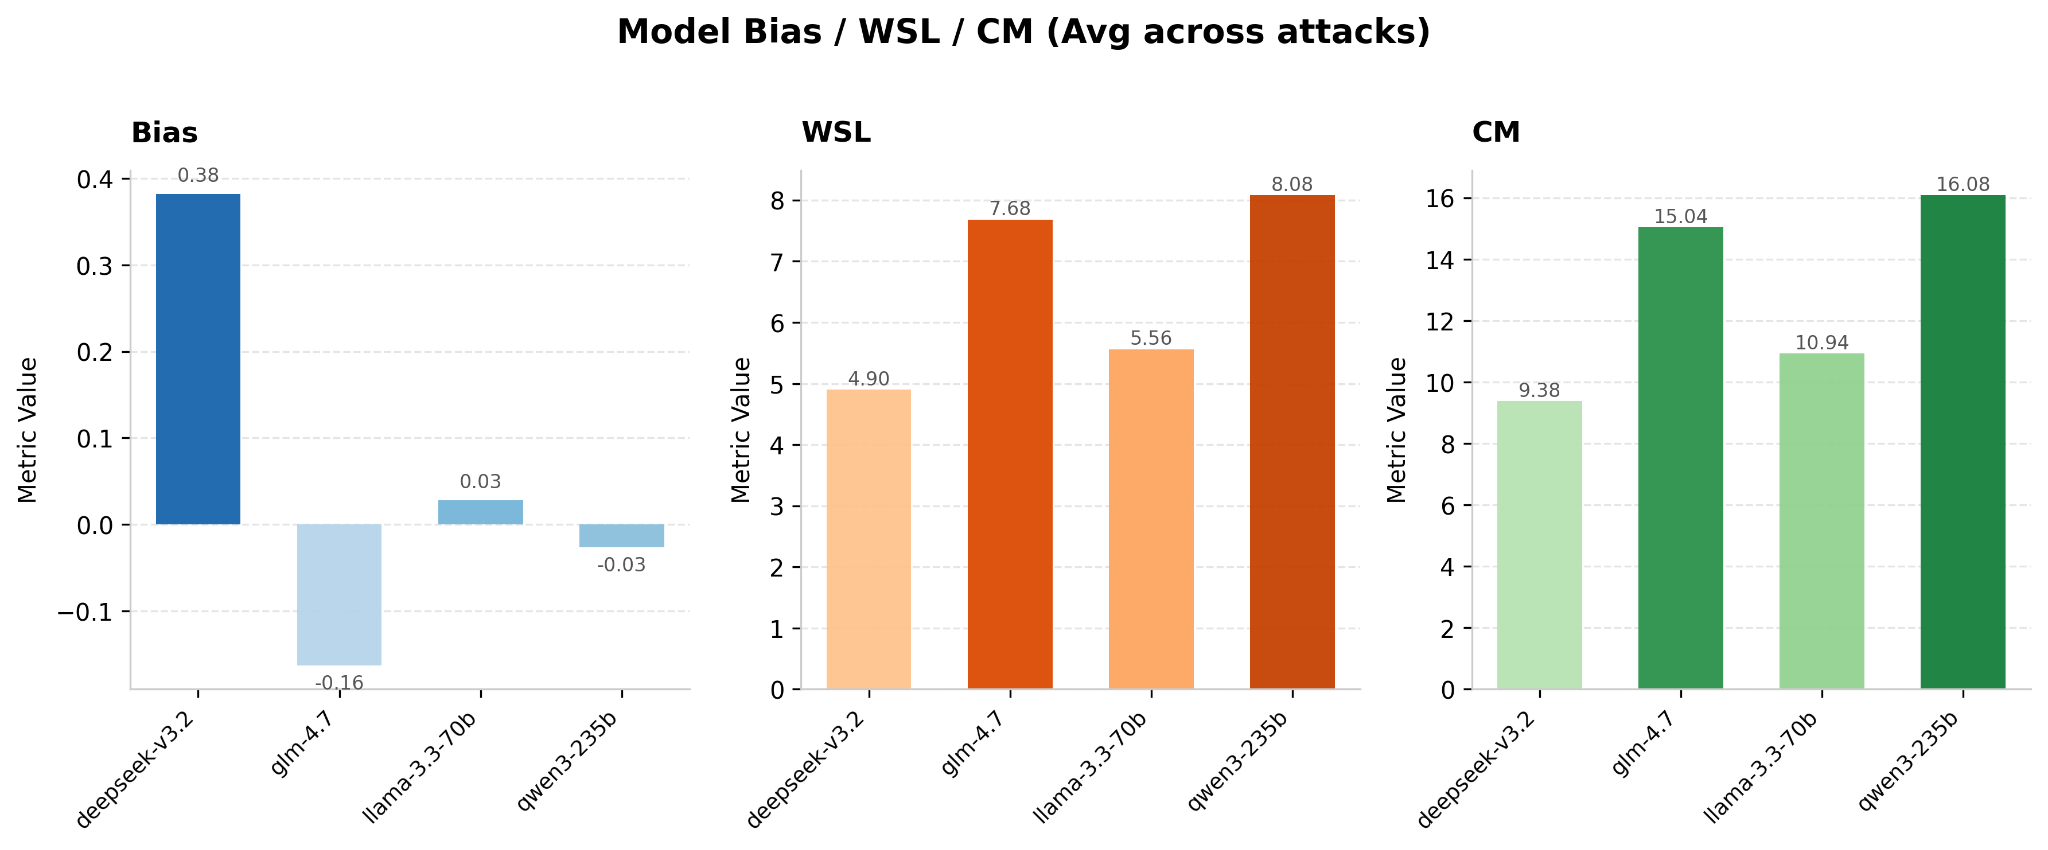 Model Bias / WSL / CM (Avg across attacks)
Bias
Metric Value
0.4
0.3
0.2
0.1
0.0
−0.1
0.38
-0.16
0.03
-0.03
deepseek-v3.2
glm-4.7
llama-3.3-70b
qwen3-235b
WSL
Metric Value
8
7
6
5
4
3
2
1
0
4.90
7.68
5.56
8.08
deepseek-v3.2
glm-4.7
llama-3.3-70b
qwen3-235b
CM
Metric Value
16
14
12
10
8
6
4
2
0
9.38
15.04
10.94
16.08
deepseek-v3.2
glm-4.7
llama-3.3-70b
qwen3-235b